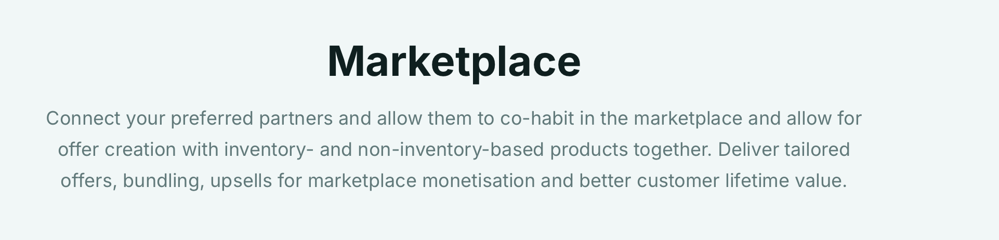 Marketplace
Connect your preferred partners and allow them to co-habit in the marketplace and allow for
offer creation with inventory- and non-inventory-based products together. Deliver tailored
offers, bundling, upsells for marketplace monetisation and better customer lifetime value.